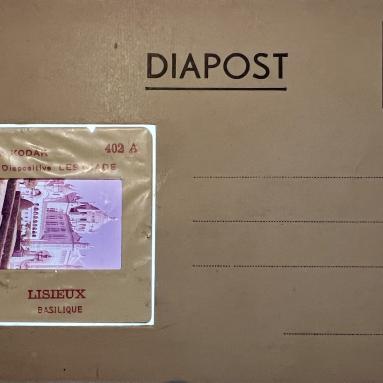 DIAPOST
KODAK 402 A
Diapositive
LISIEUX
BASILIQUE